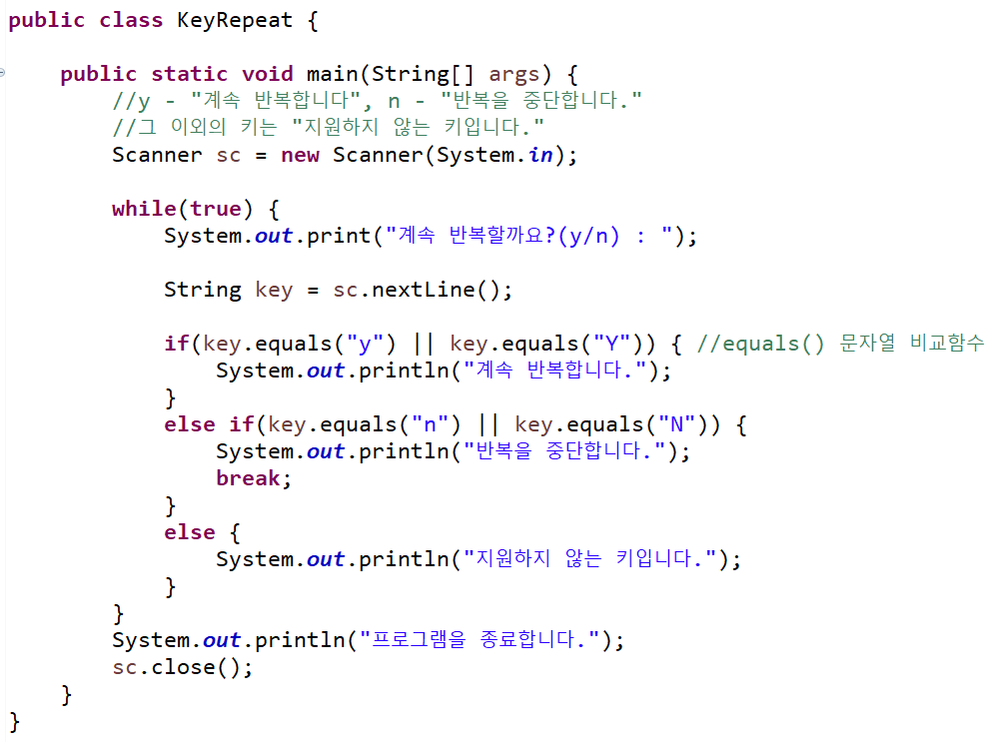 public class KeyRepeat {
public static void main(String[] args) {
//y - "계속 반복합니다", n - "반복을 중단합니다."
//그 이외의 키는 "지원하지 않는 키입니다."
Scanner sc = new Scanner(System.in);
while(true) {
System.out.print("계속 반복할까요?(y/n) : ");
String key = sc.nextLine();
if(key.equals("y") || key.equals("Y")) { //equals() 문자열 비교함수
System.out.println("계속 반복합니다.");
}
else if(key.equals("n") || key.equals("N")) {
System.out.println("반복을 중단합니다.");
break;
}
else {
System.out.println("지원하지 않는 키입니다.");
}
}
System.out.println("프로그램을 종료합니다.");
sc.close();
}
}